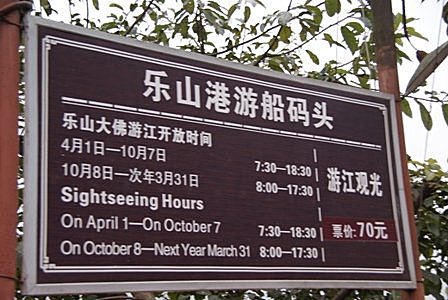 乐山港游船码头
乐山大佛游江开放时间
4月1日—10月7日 7:30—18:30
10月8日—次年3月31日 8:00—17:30
游江观光
Sightseeing Hours
On April 1—On October 7 7:30—18:30
On October 8—Next Year March 31 8:00—17:30
票价:70元